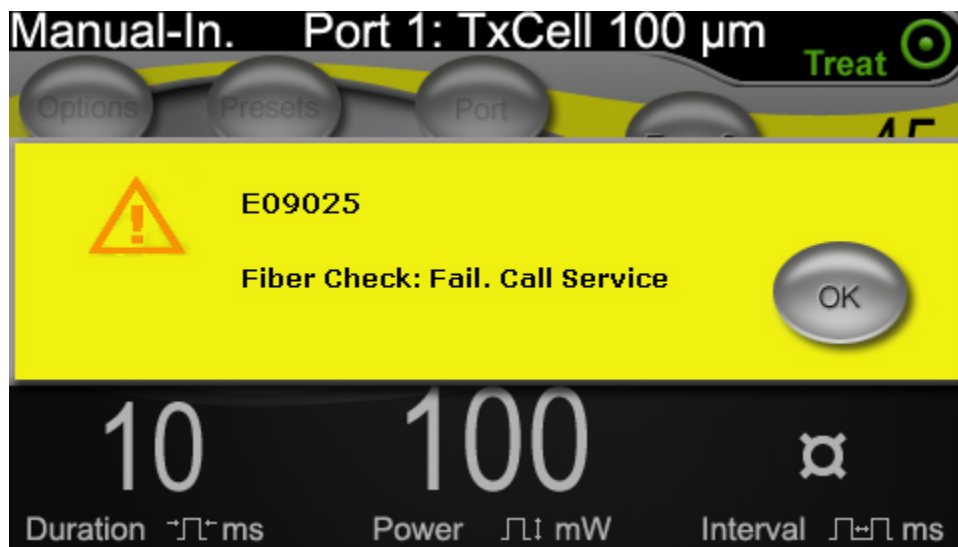 Manual-In. Port 1: TxCell 100 µm
Treat
Options Presets Port
E09025
Fiber Check: Fail. Call Service
OK
10 100 ¤
Duration ms Power mW Interval ms